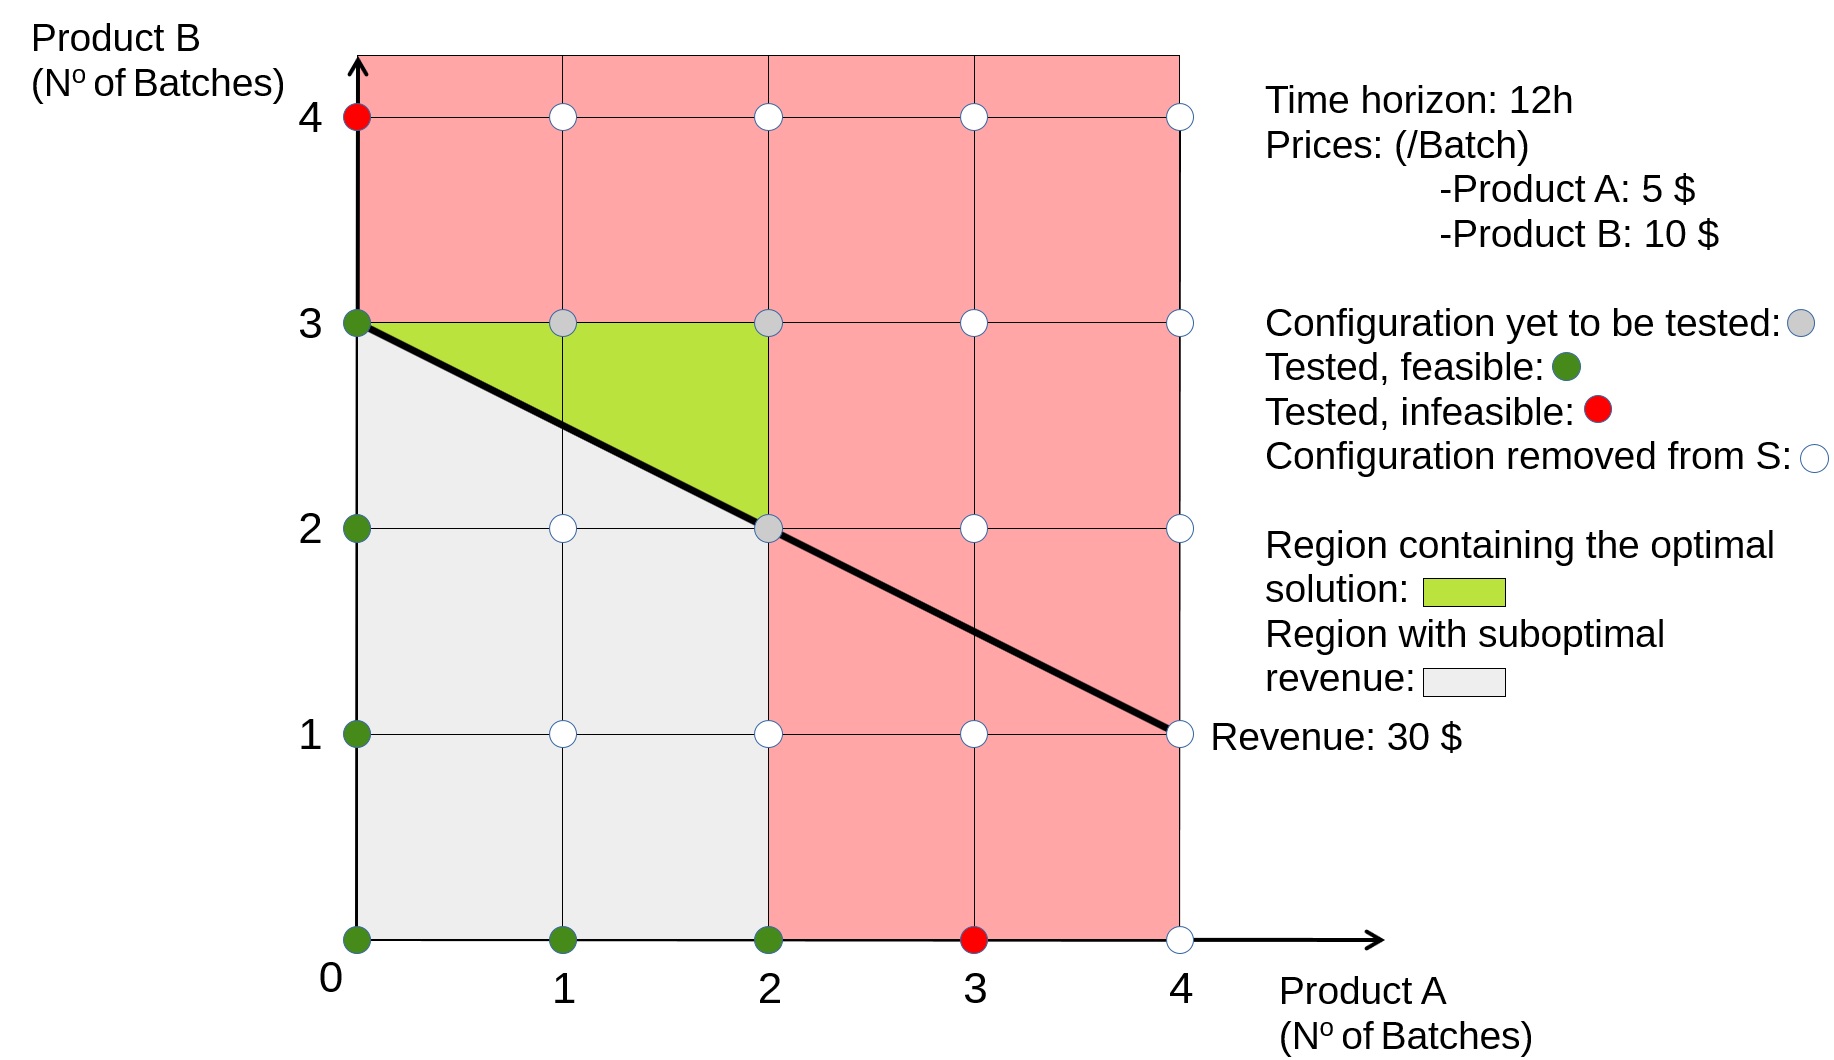 Product B
(Nº of Batches)
4
3
2
1
0
1
2
3
4
Product A
(Nº of Batches)
Time horizon: 12h
Prices: (/Batch)
-Product A: 5 $
-Product B: 10 $
Configuration yet to be tested:
Tested, feasible:
Tested, infeasible:
Configuration removed from S:
Region containing the optimal
solution:
Region with suboptimal
revenue:
Revenue: 30 $